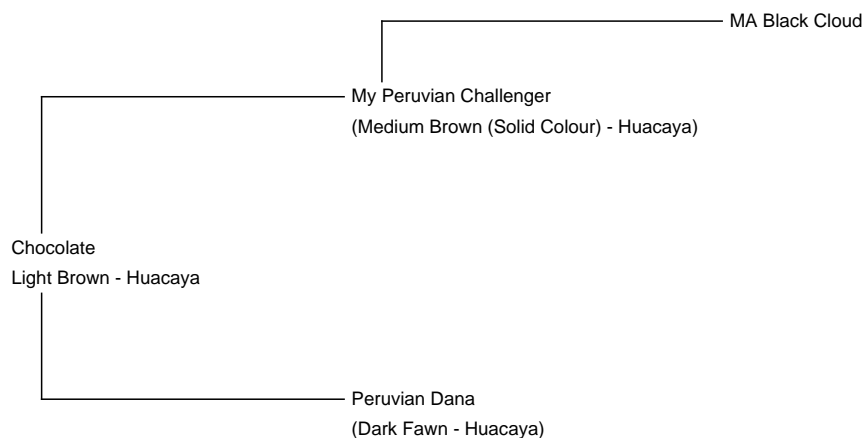 MA Black Cloud
My Peruvian Challenger
(Medium Brown (Solid Colour) - Huacaya)
Chocolate
Light Brown - Huacaya
Peruvian Dana
(Dark Fawn - Huacaya)